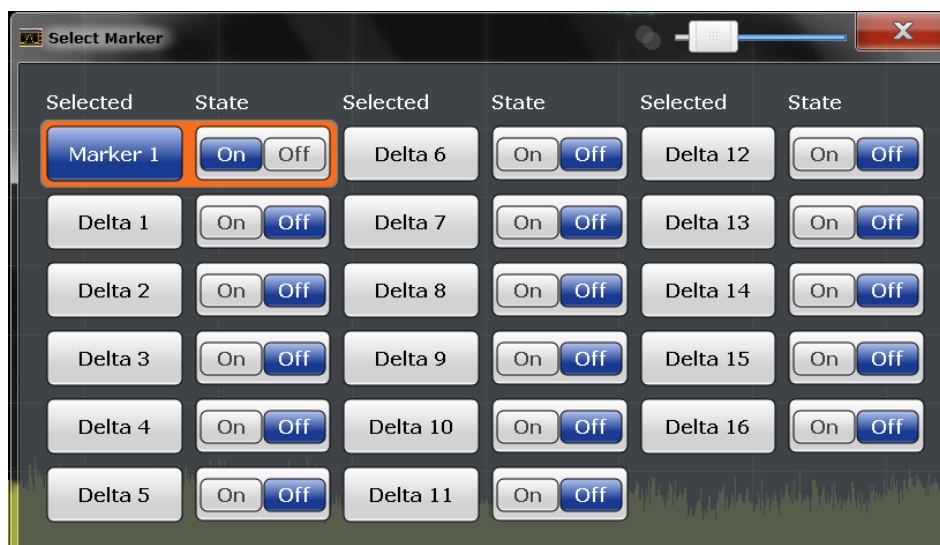 Select Marker
Selected State Selected State Selected State
Marker 1 On Off Delta 6 On Off Delta 12 On Off
Delta 1 On Off Delta 7 On Off Delta 13 On Off
Delta 2 On Off Delta 8 On Off Delta 14 On Off
Delta 3 On Off Delta 9 On Off Delta 15 On Off
Delta 4 On Off Delta 10 On Off Delta 16 On Off
Delta 5 On Off Delta 11 On Off